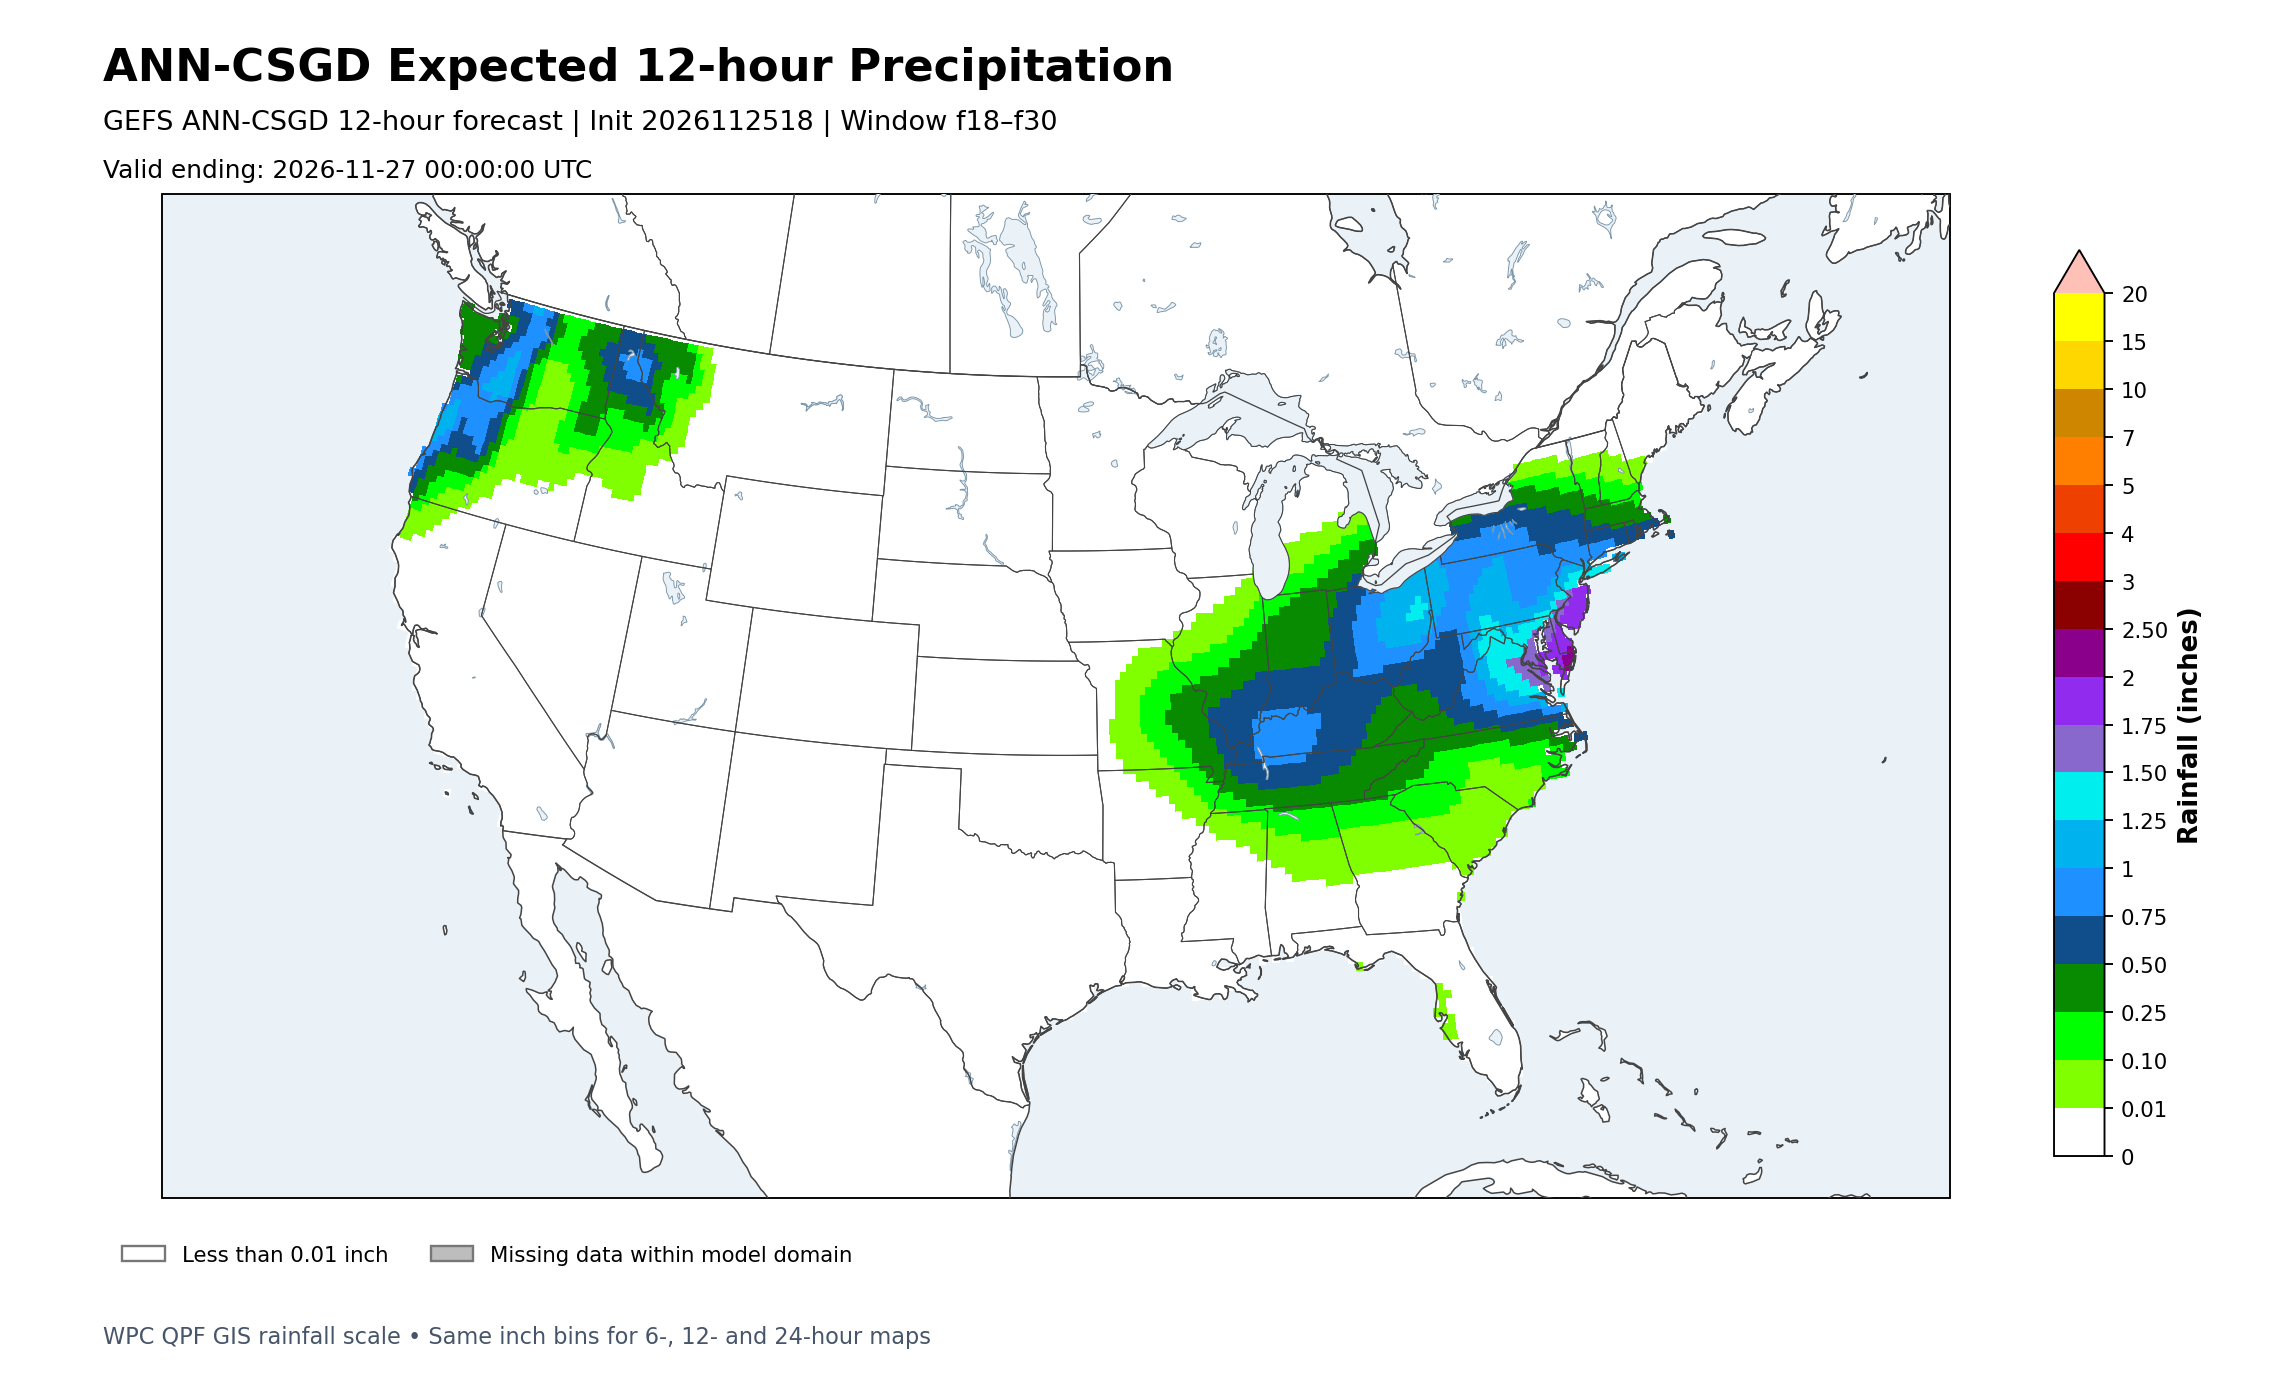 ANN-CSGD Expected 12-hour Precipitation
GEFS ANN-CSGD 12-hour forecast | Init 2026112518 | Window f18–f30
Valid ending: 2026-11-27 00:00:00 UTC
20
15
10
7
5
4
3
2.50
2
1.75
1.50
1.25
1
0.75
0.50
0.25
0.10
0.01
0
Rainfall (inches)
Less than 0.01 inch
Missing data within model domain
WPC QPF GIS rainfall scale • Same inch bins for 6-, 12- and 24-hour maps